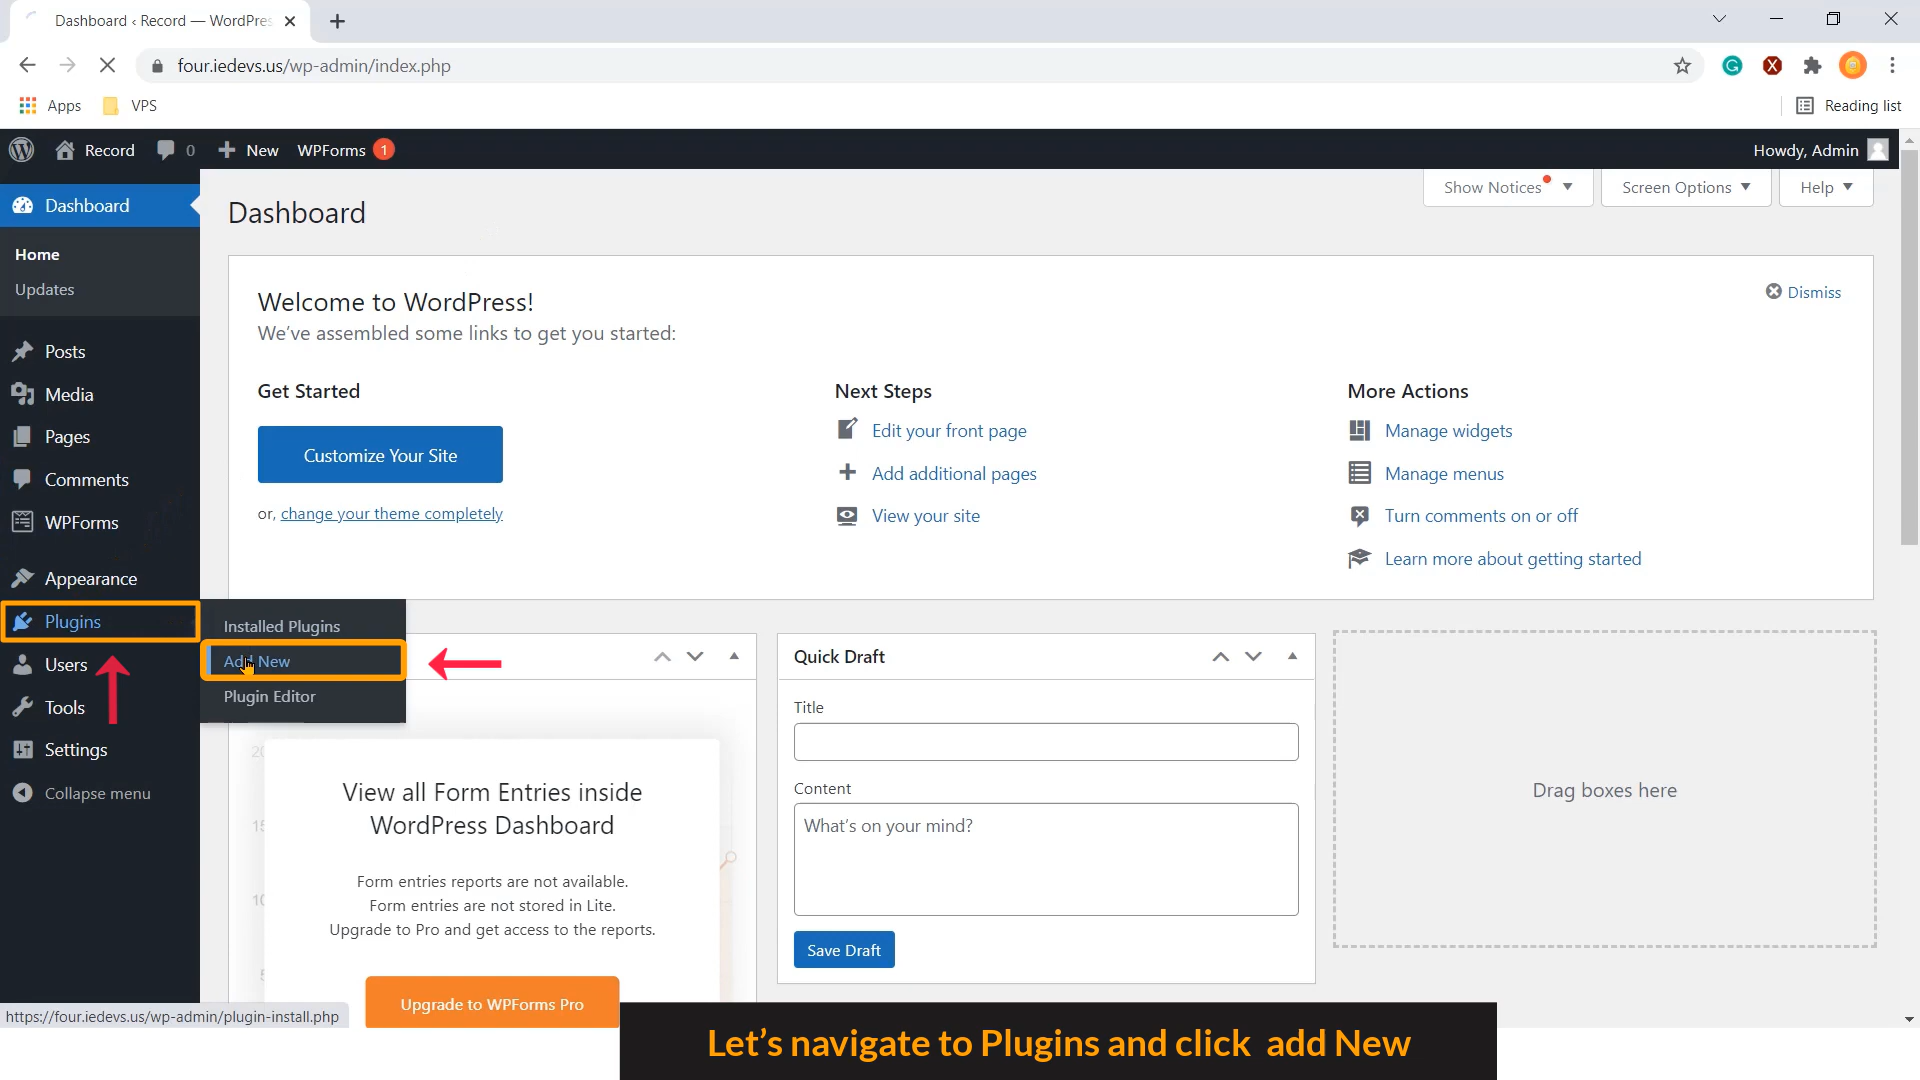 Dashboard ‹ Record — WordPres
four.iedevs.us/wp-admin/index.php
Apps
VPS
Reading list
Record
0
New
WPForms
1
Howdy, Admin
Dashboard
Home
Updates
Posts
Media
Pages
Comments
WPForms
Appearance
Plugins
Users
Tools
Settings
Collapse menu
Installed Plugins
Add New
Plugin Editor
Show Notices
Screen Options
Help
Dashboard
Welcome to WordPress!
We've assembled some links to get you started:
Dismiss
Get Started
Customize Your Site
or, change your theme completely
Next Steps
Edit your front page
Add additional pages
View your site
More Actions
Manage widgets
Manage menus
Turn comments on or off
Learn more about getting started
View all Form Entries inside
WordPress Dashboard
Form entries reports are not available.
Form entries are not stored in Lite.
Upgrade to Pro and get access to the reports.
Upgrade to WPForms Pro
Quick Draft
Title
Content
What's on your mind?
Save Draft
Drag boxes here
https://four.iedevs.us/wp-admin/plugin-install.php
Let's navigate to Plugins and click add New